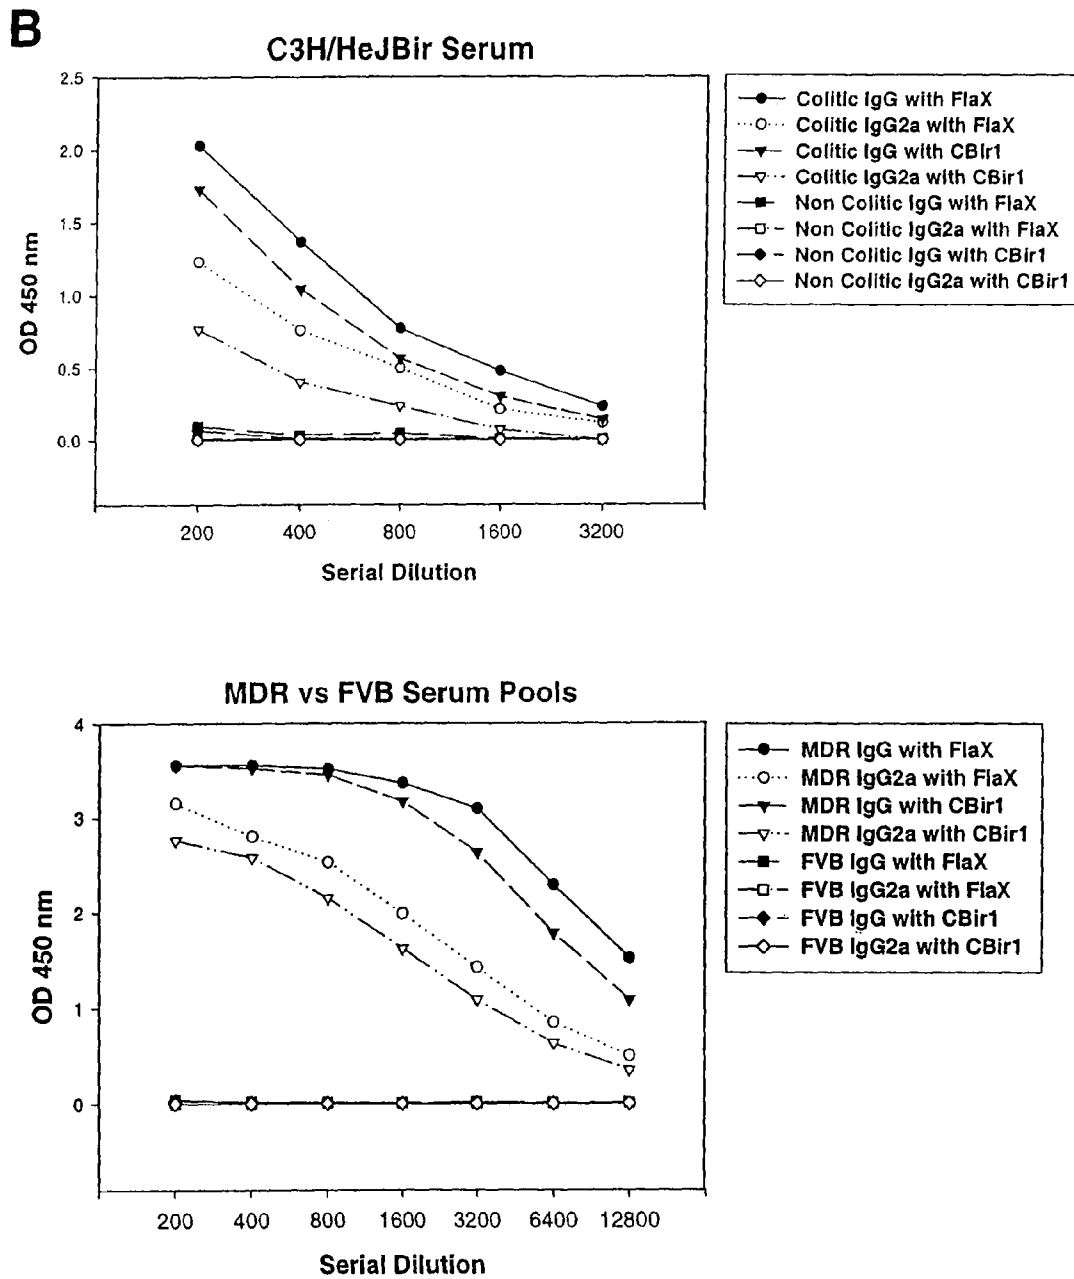 B
C3H/HeJBir Serum
2.5
2.0
1.5
1.0
0.5
0.0
OD 450 nm
200 400 800 1600 3200
Serial Dilution
Colitic IgG with FlaX
Colitic IgG2a with FlaX
Colitic IgG with CBir1
Colitic IgG2a with CBir1
Non Colitic IgG with FlaX
Non Colitic IgG2a with FlaX
Non Colitic IgG with CBir1
Non Colitic IgG2a with CBir1
MDR vs FVB Serum Pools
4
3
2
1
0
OD 450 nm
200 400 800 1600 3200 6400 12800
Serial Dilution
MDR IgG with FlaX
MDR IgG2a with FlaX
MDR IgG with CBir1
MDR IgG2a with CBir1
FVB IgG with FlaX
FVB IgG2a with FlaX
FVB IgG with CBir1
FVB IgG2a with CBir1